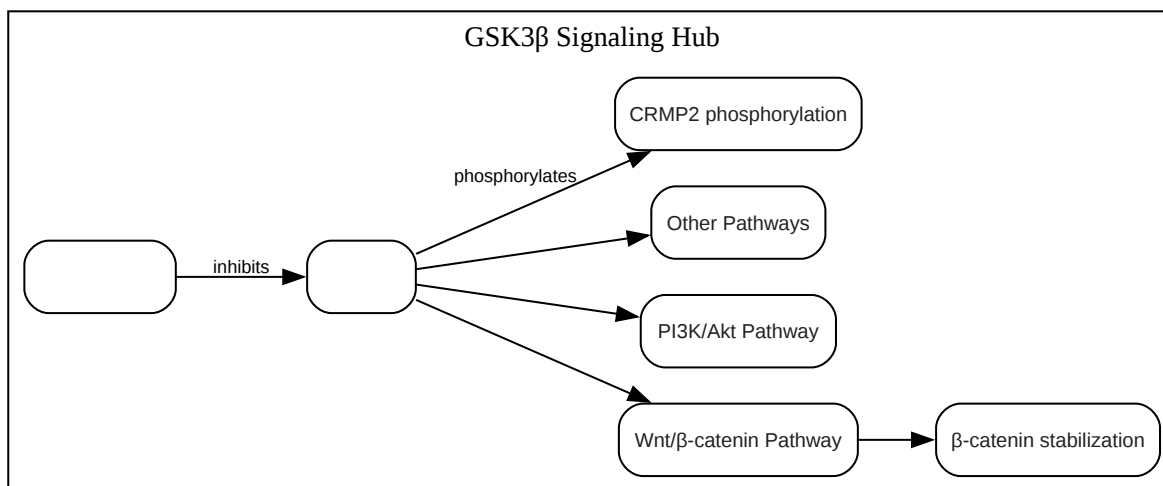 GSK3β Signaling Hub
CRMP2 phosphorylation
phosphorylates
Other Pathways
inhibits
PI3K/Akt Pathway
Wnt/β-catenin Pathway
β-catenin stabilization